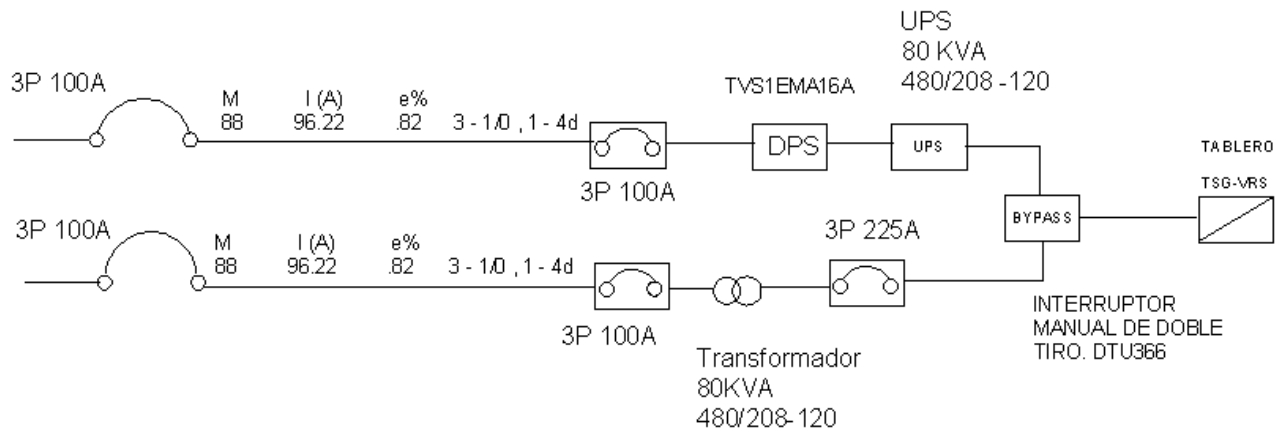 UPS
80 KVA
480/208 -120
TVS1EMA16A
3P 100A
M I (A) e%
88 96.22 .82 3 - 1/0 , 1 - 4d
DPS
UPS
3P 100A
TABLERO
TSG-VRS
BYPASS
3P 100A
M I (A) e%
88 96.22 .82 3 - 1/0 , 1 - 4d
3P 100A
3P 225A
Transformador
80KVA
480/208-120
INTERRUPTOR
MANUAL DE DOBLE
TIRO. DTU366